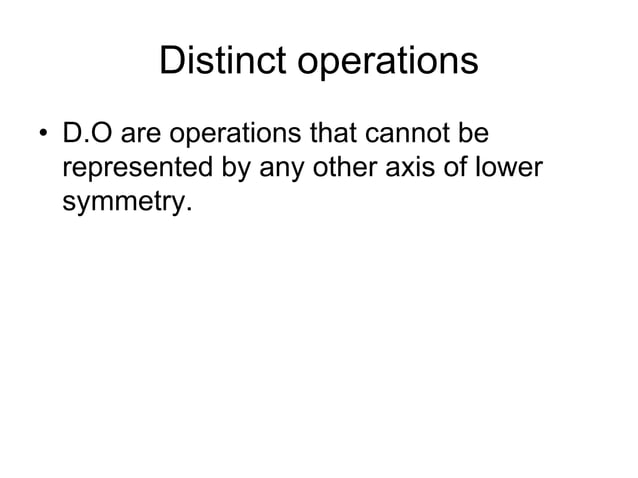 Distinct operations
• D.O are operations that cannot be
represented by any other axis of lower
symmetry.